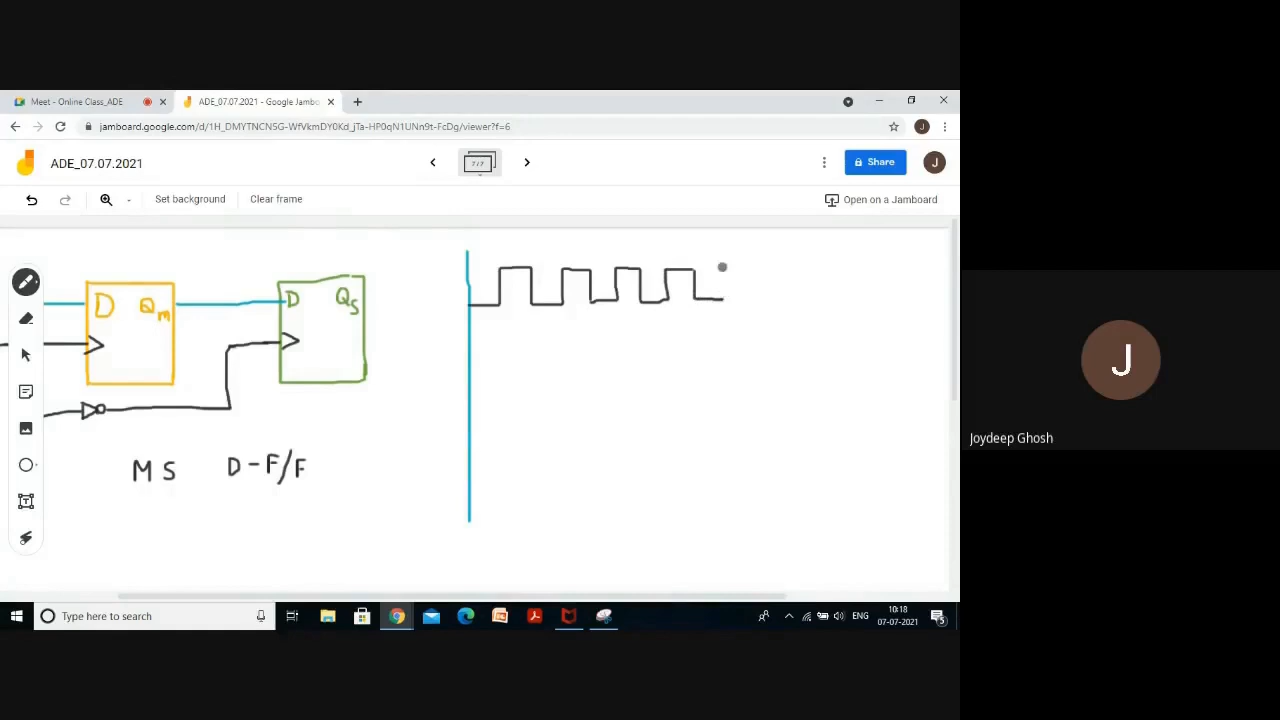 Meet - Online Class_ADE
ADE_07.07.2021 - Google Jambo
jamboard.google.com/d/1H_DMYTNCN5G-WfVkmDY0Kd_jTa-HP0qN1UNn9t-FcDg/viewer?f=6
ADE_07.07.2021
7/7
Share
J
Set background
Clear frame
Open on a Jamboard
D Qm
D Qs
M S D-F/F
J
Joydeep Ghosh
Type here to search
ENG
10:18
07-07-2021
5